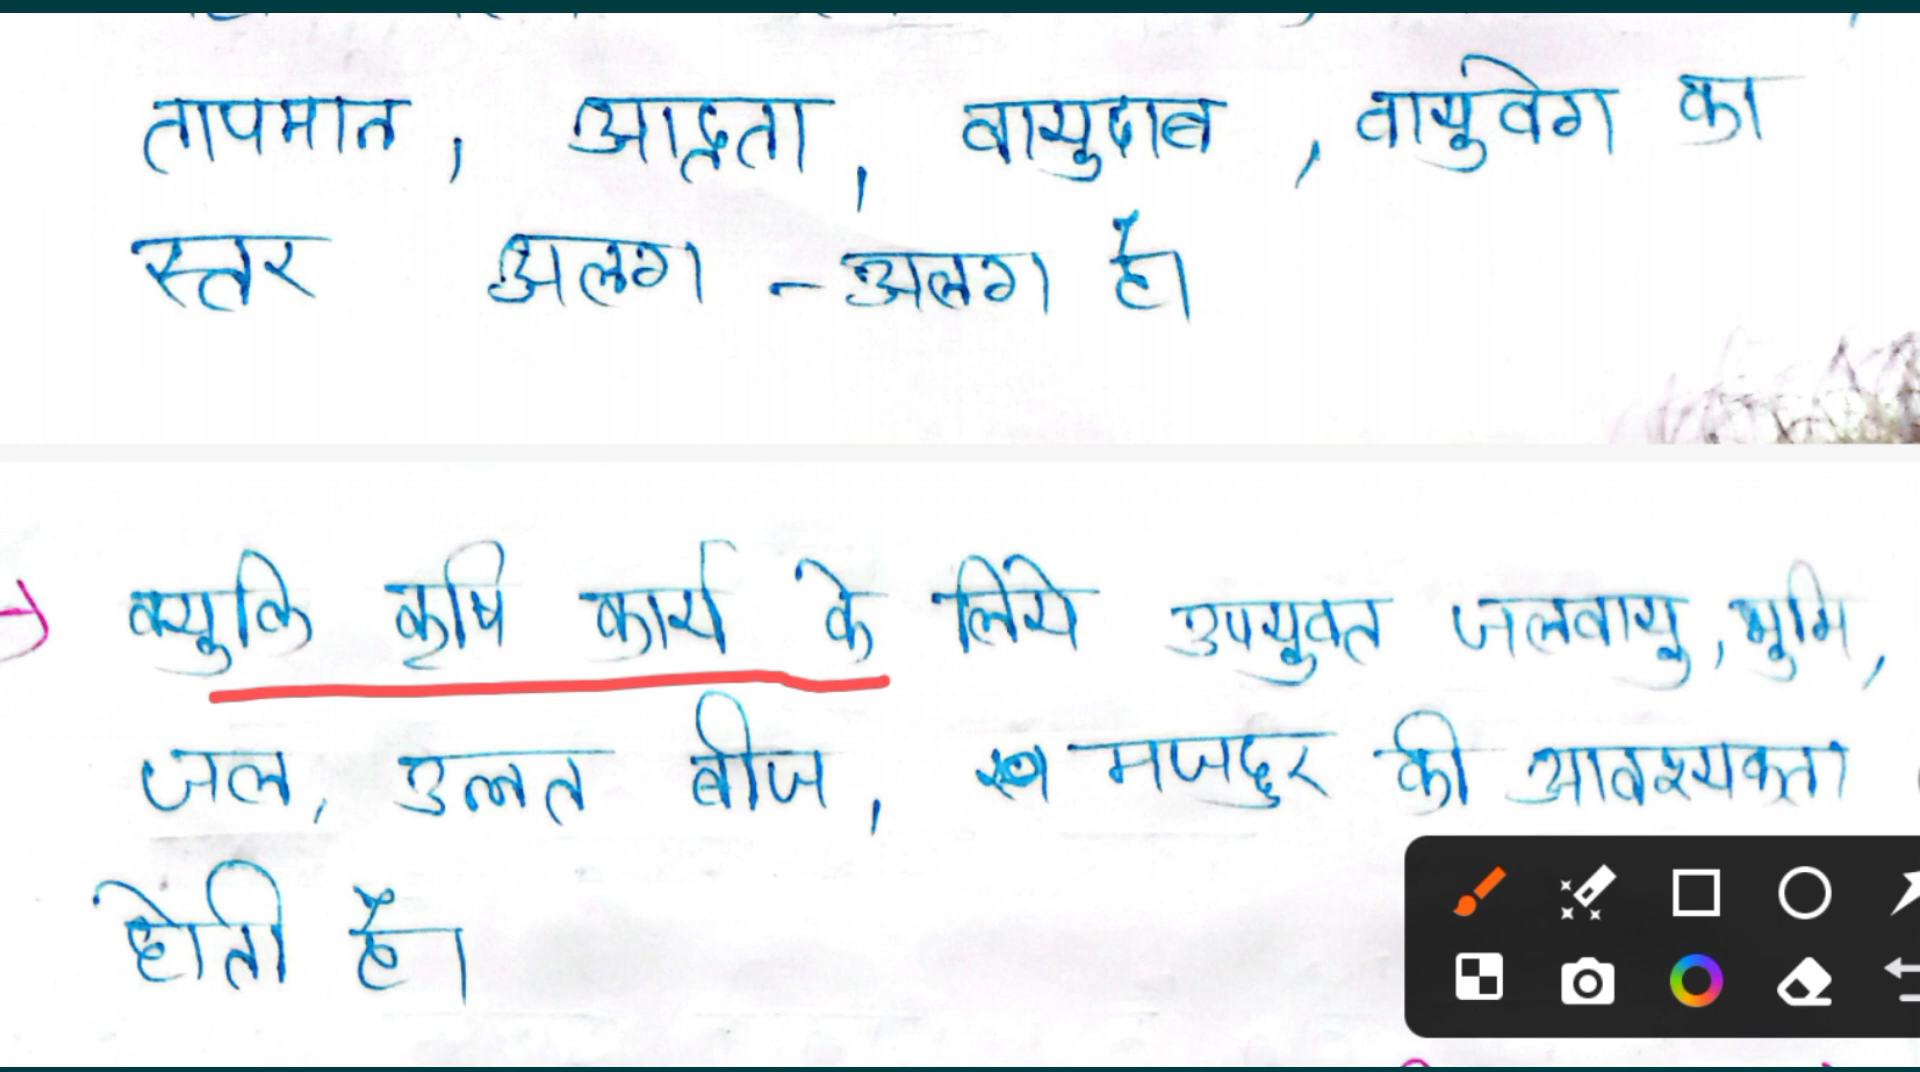 तापमान, आद्रता, वायुदाब, वायुवेग का
स्तर अलग - अलग है।
क्युकि कृषि कार्य के लिये उपयुक्त जलवायु, भुमि,
जल, उन्नत बीज, मजदुर की आवश्यकता
होती है।